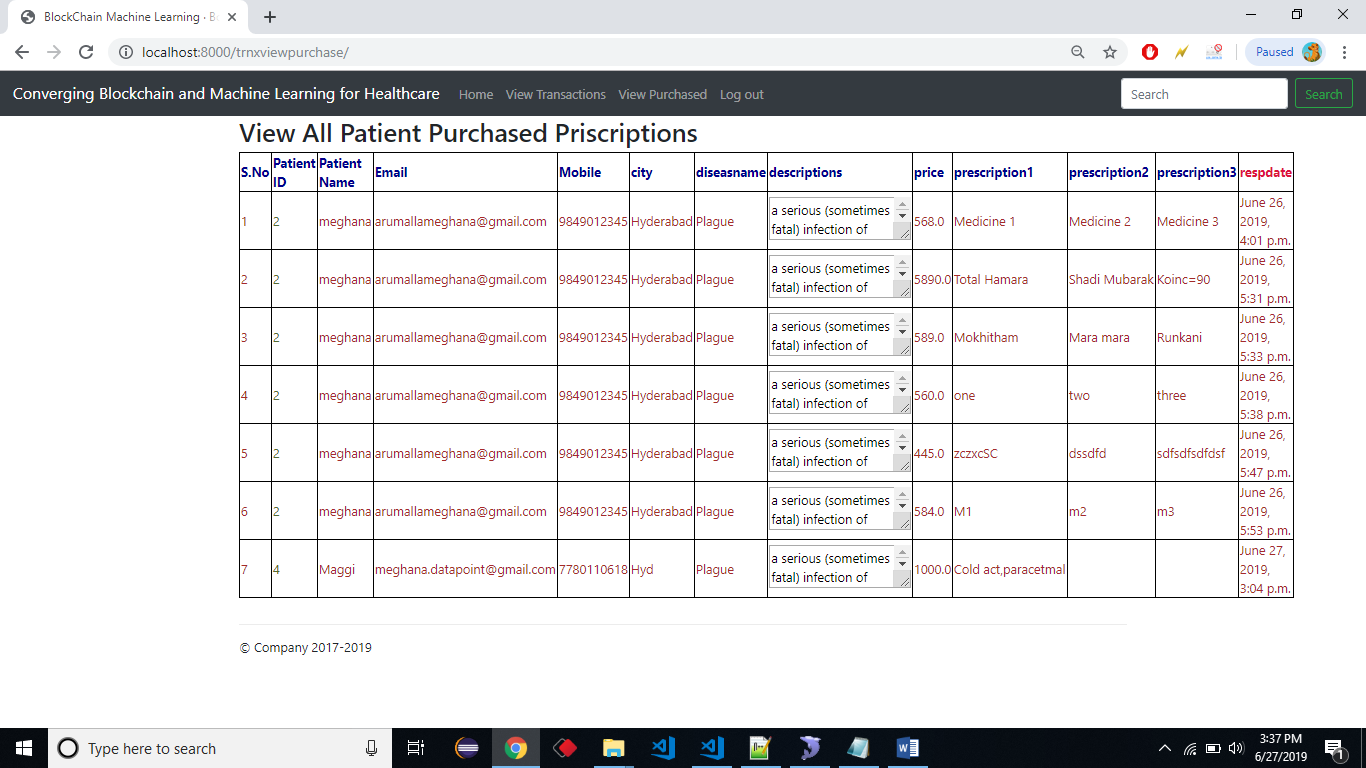 BlockChain Machine Learning · B
localhost:8000/trnxviewpurchase/
Paused
Converging Blockchain and Machine Learning for Healthcare Home View Transactions View Purchased Log out Search Search
View All Patient Purchased Priscriptions
S.No Patient ID Patient Name Email Mobile city diseasname descriptions price prescription1 prescription2 prescription3 respdate
1 2 meghana arumallameghana@gmail.com 9849012345 Hyderabad Plague a serious (sometimes fatal) infection of 568.0 Medicine 1 Medicine 2 Medicine 3 June 26, 2019, 4:01 p.m.
2 2 meghana arumallameghana@gmail.com 9849012345 Hyderabad Plague a serious (sometimes fatal) infection of 5890.0 Total Hamara Shadi Mubarak Koinc=90 June 26, 2019, 5:31 p.m.
3 2 meghana arumallameghana@gmail.com 9849012345 Hyderabad Plague a serious (sometimes fatal) infection of 589.0 Mokhitham Mara mara Runkani June 26, 2019, 5:33 p.m.
4 2 meghana arumallameghana@gmail.com 9849012345 Hyderabad Plague a serious (sometimes fatal) infection of 560.0 one two three June 26, 2019, 5:38 p.m.
5 2 meghana arumallameghana@gmail.com 9849012345 Hyderabad Plague a serious (sometimes fatal) infection of 445.0 zczxcSC dssdfd sdfsdfsdfdsf June 26, 2019, 5:47 p.m.
6 2 meghana arumallameghana@gmail.com 9849012345 Hyderabad Plague a serious (sometimes fatal) infection of 584.0 M1 m2 m3 June 26, 2019, 5:53 p.m.
7 4 Maggi meghana.datapoint@gmail.com 7780110618 Hyd Plague a serious (sometimes fatal) infection of 1000.0 Cold act,paracetmal June 27, 2019, 3:04 p.m.
© Company 2017-2019
Type here to search
3:37 PM
6/27/2019
1